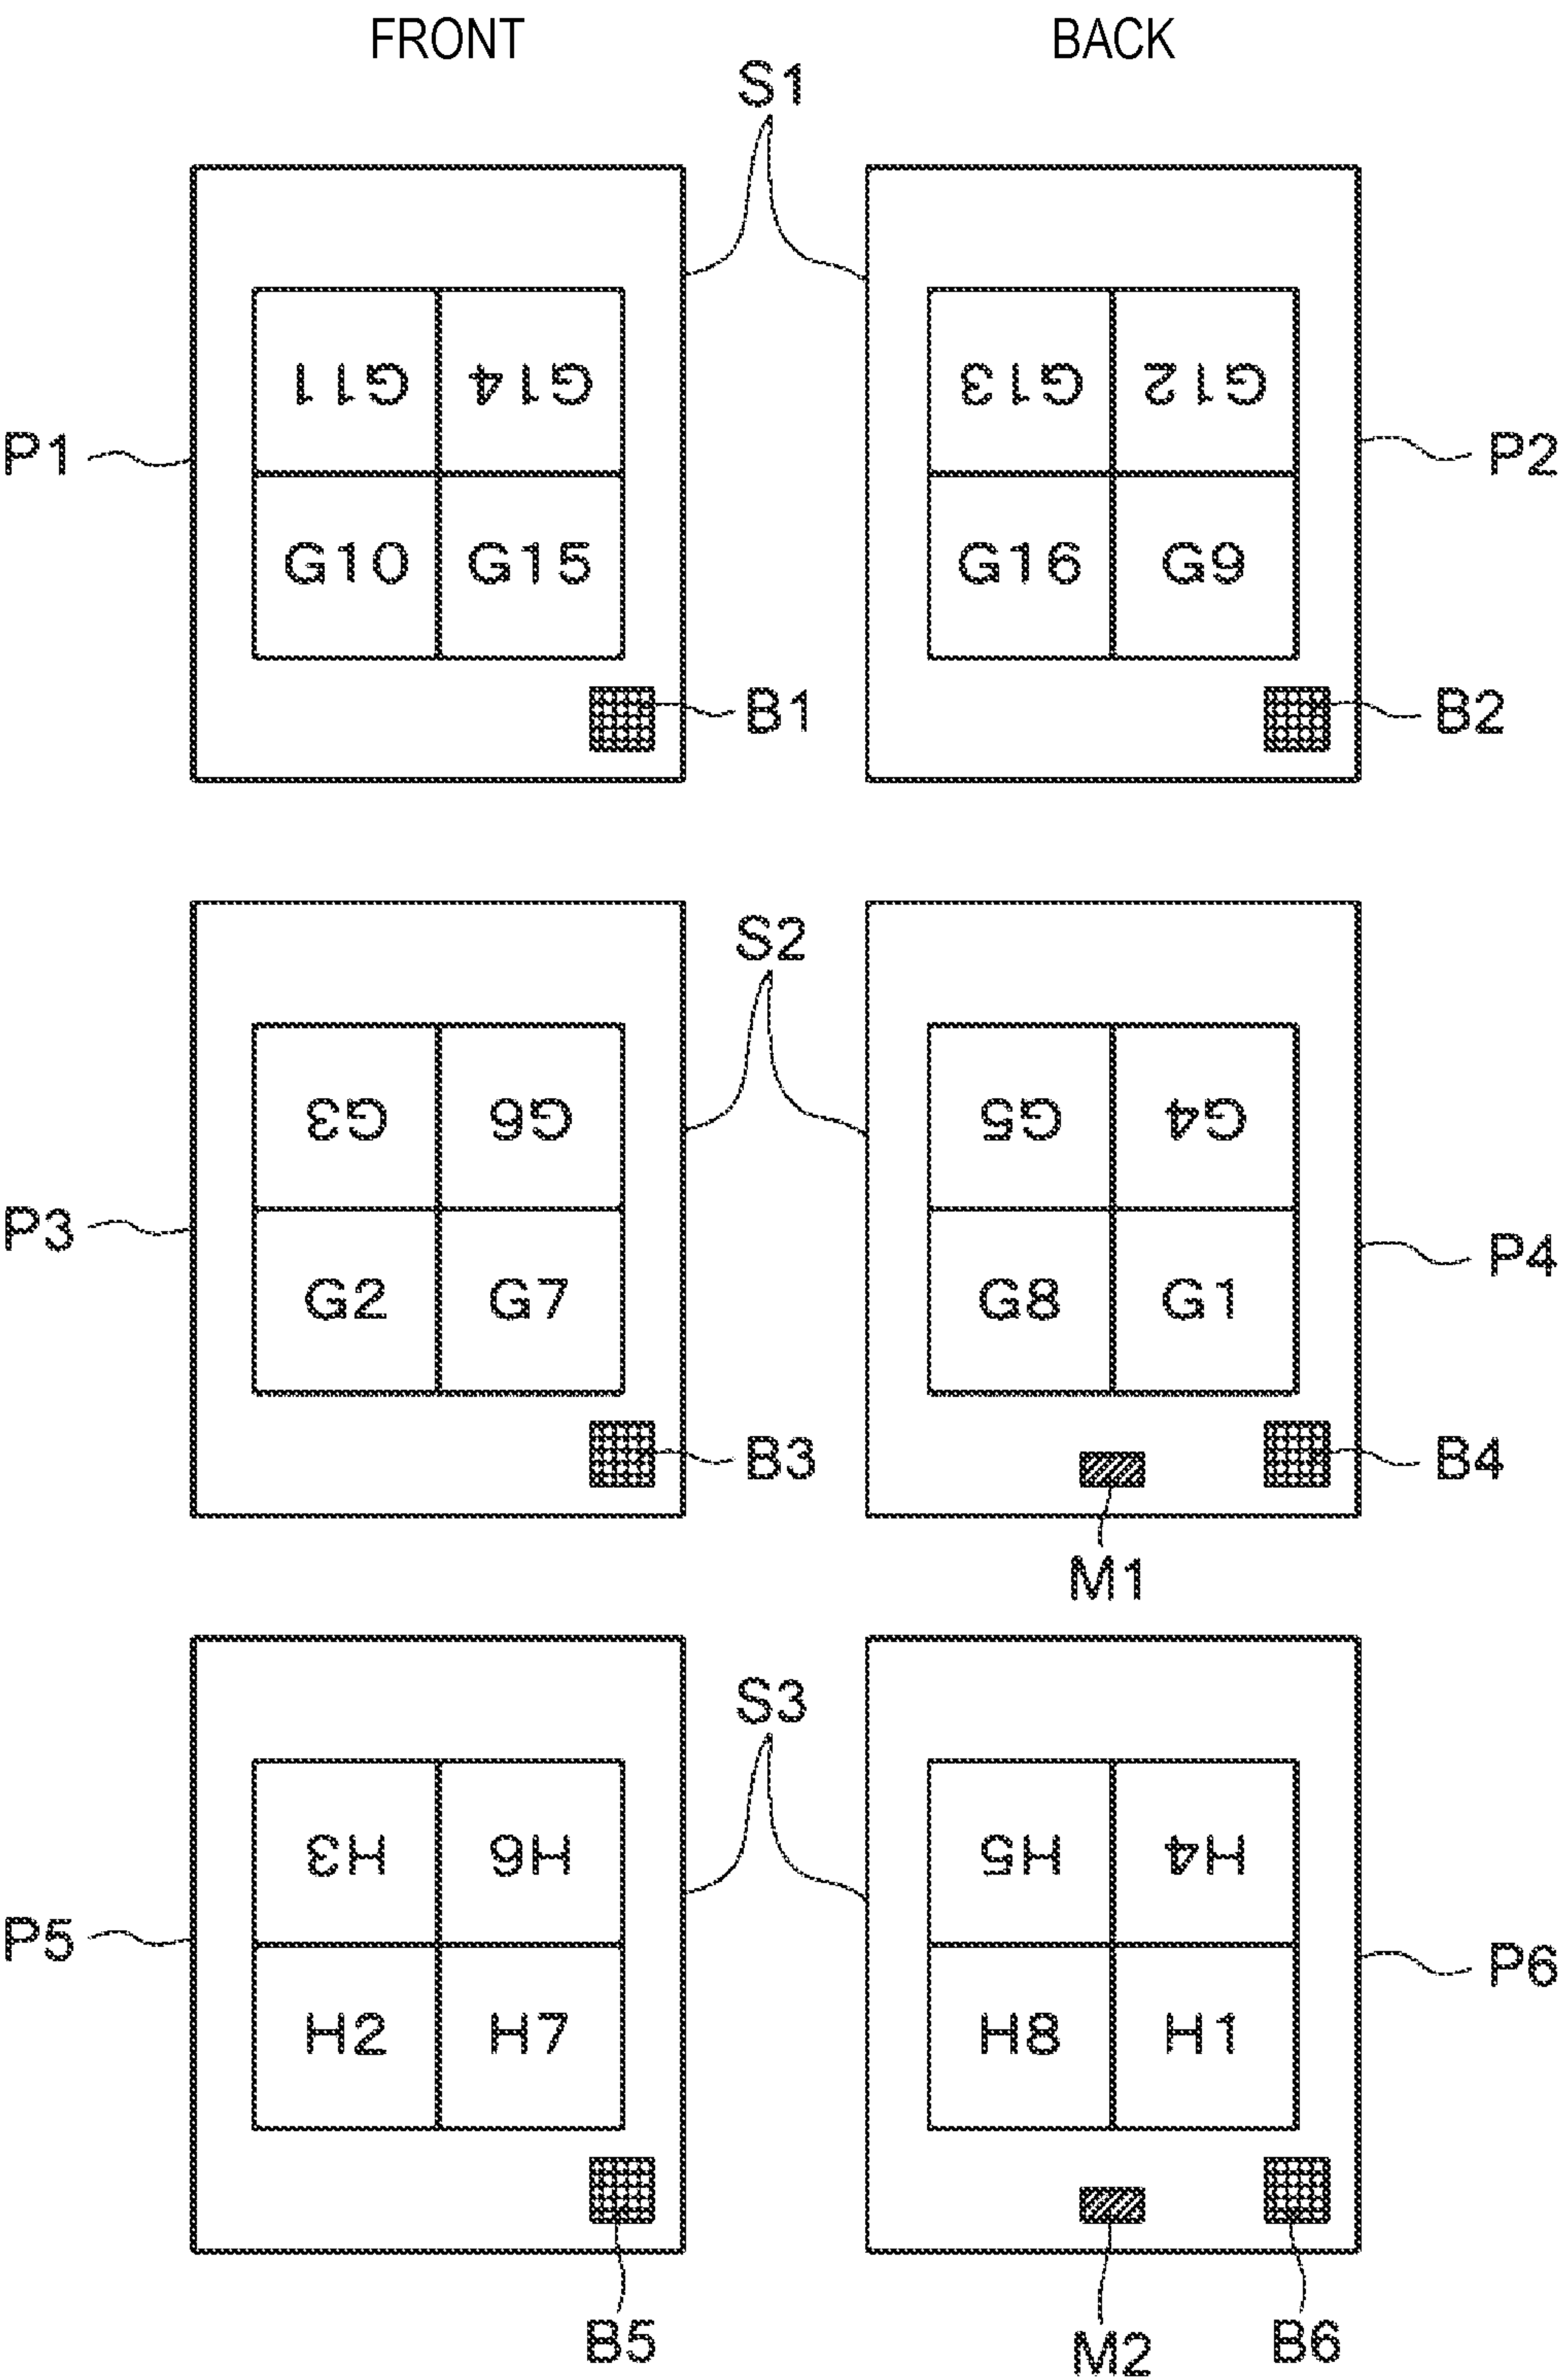 FRONT BACK
S1
G11 G14 G13 G12
P1 P2
G10 G15 G16 G9
B1 B2
S2
G3 G6 G5 G4
P3 P4
G2 G7 G8 G1
B3 B4
M1
S3
H3 H6 H5 H4
P5 P6
H2 H7 H8 H1
B5 M2 B6